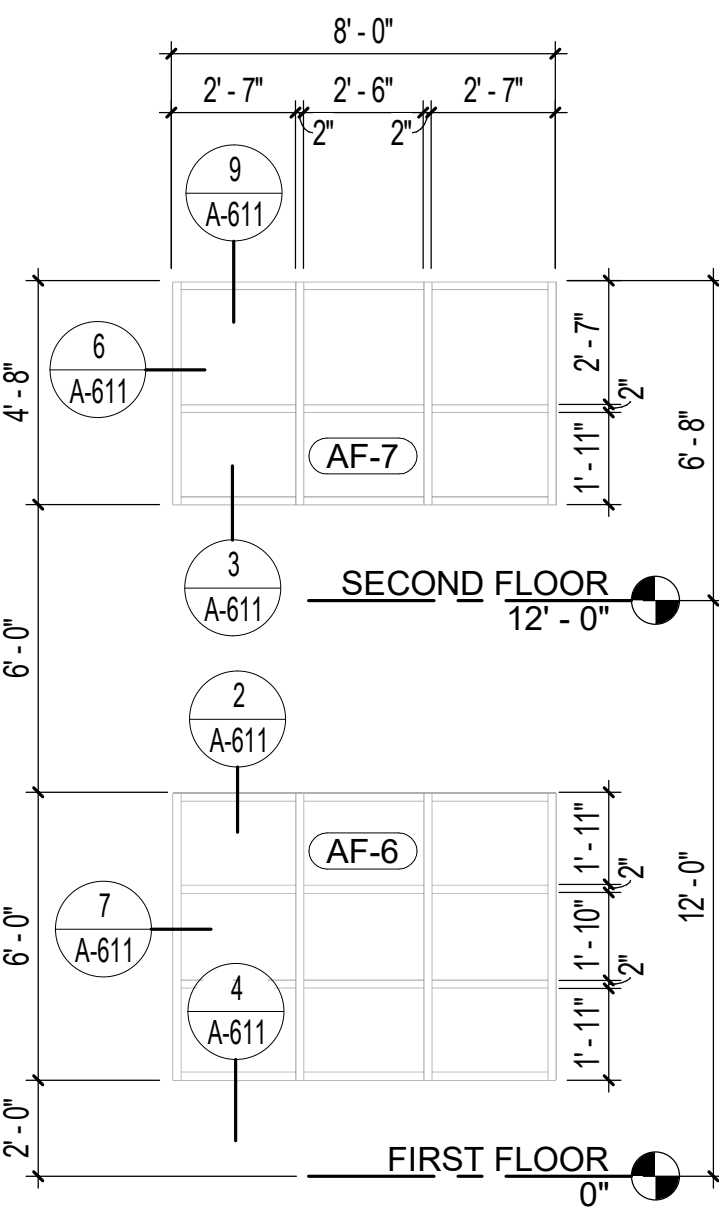 8' - 0"
2' - 7" 2' - 6" 2' - 7"
2" 2"
9
A-611
6
A-611
4' - 8"
2' - 7"
2"
1' - 11"
6' - 8"
AF-7
3
A-611
SECOND FLOOR
12' - 0"
6' - 0"
2
A-611
AF-6
1' - 11"
2"
1' - 10"
2"
1' - 11"
12' - 0"
7
A-611
6' - 0"
4
A-611
2' - 0"
FIRST FLOOR
0"